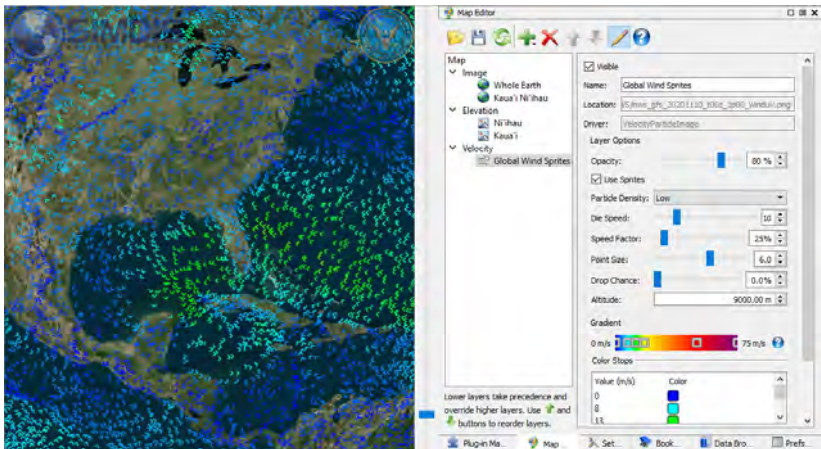 SIMDIS
Map Editor
Map
Image
Whole Earth
Kaua'i Ni'ihau
Elevation
Ni'ihau
Kaua'i
Velocity
Global Wind Sprites
Lower layers take precedence and
override higher layers. Use and
buttons to reorder layers.
Visible
Name: Global Wind Sprites
Location:
Driver: VelocityParticleImage
Layer Options
Opacity: 80 %
Use Sprites
Particle Density: Low
Die Speed: 10
Speed Factor: 25%
Point Size: 6.0
Drop Chance: 0.0%
Altitude: 9000.00 m
Gradient
0 m/s 75 m/s
Color Stops
Value (m/s) Color
0
8
13
Plug-in Ma... Map ... Set... Book... Data Bro... Prefs...